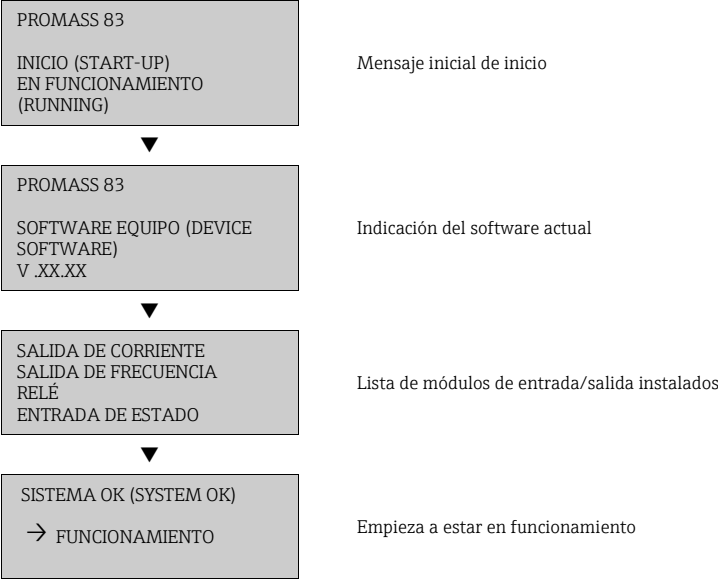 PROMASS 83
INICIO (START-UP)
EN FUNCIONAMIENTO
(RUNNING)
Mensaje inicial de inicio
▼
PROMASS 83
SOFTWARE EQUIPO (DEVICE
SOFTWARE)
V .XX.XX
Indicación del software actual
▼
SALIDA DE CORRIENTE
SALIDA DE FRECUENCIA
RELÉ
ENTRADA DE ESTADO
Lista de módulos de entrada/salida instalados
▼
SISTEMA OK (SYSTEM OK)
→ FUNCIONAMIENTO
Empieza a estar en funcionamiento